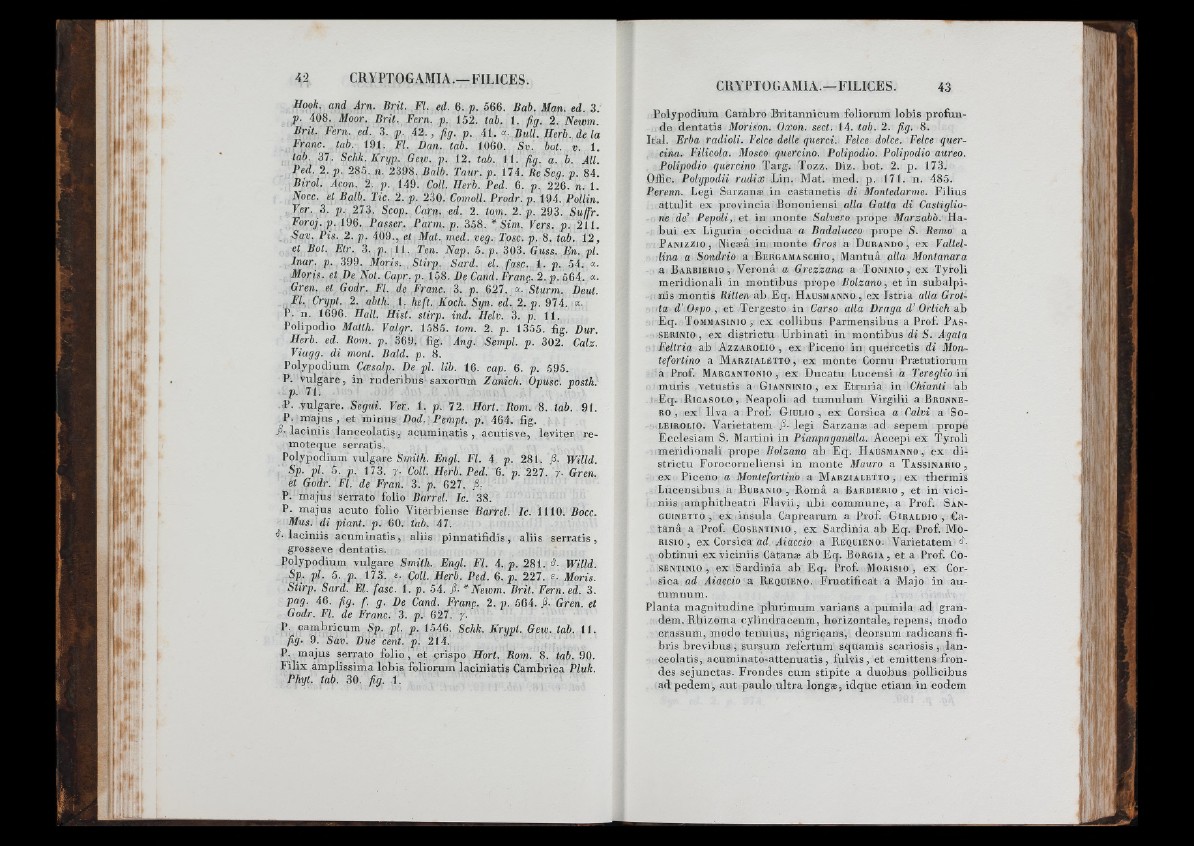 42 CRYPTOGAMIA.—FILICES.
Hook. and Arn. Brit. Fl. ed. 6. p. 566. Bab. Man. ed. 3.
p. 408. Moor. Brit. Fern. p. 152. tab. 1. fig. 2. Newm.
Brit. Fern. ed. 3. p. 42., fig. p. 41. α. Bull. Herb. de la
Franc. tab. 191. Fl. Dan. tab. 1060. Sv. bot. v. 1.
tab. 37. Schk. Kryp. Gew. p. 12. tab. 11. fig. a. b. All.
Ped. 2. p. 285. n. 2398. Balb. Taur. p. 174. Re Seg. p. 84.
Birol. Acon. 2. p. 149. Coll. Herb. Ped. 6. p. 226. n. 1.
Nocc. et Balb. Tic. 2. p. 230. Comoll. Prodr. p. 194. Pollin.
Ver. 3. p. 273. Scop. Carn. ed. 2. tom. 2. p. 293. Suffr.
Foroj. p. 196. Passer. Parm. p. 358. * Sim. Vers. p. 211.
Sav. Pis. 2. p. 409., et Mat. med. veg. Tosc. p. 8. tab. 12,
et Bot. Etr. 3. p. 11. Ten. Nap. 5. p. 303. Guss. En. pl.
Inar. p. 399. Moris. Stirp. Sard. el. fasc. 1. p. 54. α.
Moris. et De Not. Capr. p. 158. De Cand. Franç. 2. p. 564. α.
Gren. et Godr. Fl. de Franc. 3. p. 627. α. Sturm. Deut.
Fl. Crypt. 2. abth. 1. heft. Koch. Syn. ed. 2. p. 974. α.
P. n. 1696. Hall. Hist. stirp. ind. Helv. 3. p. 11.
Polipodio Matth. Valgr. 1585. tom. 2. p. 1355. fig. Dur.
Herb. ed. Rom. p. 369. fig. Ang. Sempl. p. 302. Calz.
Viagg. di mont. Bald. p. 8.
Polypodium Cæsalp. De pl. lib. 16. cap. 6. p. 595.
P. vulgare, in ruderibus saxorum Zanich. Opusc. posth.
p. 71.
P. vulgare. Segui. Ver. 1. p. 72. Hort. Rom. 8. tab. 91.
P. majus, et minus Dod. Pempt. p. 464. fig.
β. laciniis lanceolatis, acuminatis, acutisve, leviter re-
moteque serratis.
Polypodium vulgare Smith. Engl. Fl. 4. p. 281. β. Willd.
Sp. pl. 5. p. 173. γ. Coll. Herb. Ped. 6. p. 227. γ. Gren.
et Godr. Fl. de Fran. 3. p. 627. β.
P. majus serrato folio Barrel. Ic. 38.
P. majus acuto folio Viterbiense Barrel. Ic. 1110. Bocc.
Mus. di piant. p. 60. tab. 47.
δ. laciniis acuminatis, aliis pinnatifidis, aliis serratis,
grosseve dentatis.
Polypodium vulgare Smith. Engl. Fl. 4. p. 281. δ. Willd.
Sp. pl. 5. p. 173. ε. Coll. Herb. Ped. 6. p. 227. ε. Moris.
Stirp. Sard. El. fasc. 1. p. 54. β. * Newm. Brit. Fern. ed. 3.
pag. 46. fig. f. g. De Cand. Franç. 2. p. 564. β. Gren. et
Godr. Fl. de Franc. 3. p. 627. γ.
P. cambricum Sp. pl. p. 1546. Schk. Krypt. Gew. tab. 11.
fig. 9. Sav. Due cent. p. 214.
P. majus serrato folio, et crispo Hort. Rom. 8. tab. 90.
Filix amplissima lobis foliorum laciniatis Cambrica Pluk.
Phyt. tab. 30. fig. 1.
CRYPTOGAMIA.—FILICES. 43
Polypodium Cambro Britannicum foliorum lobis profun-
de dentatis Morison. Oxon. sect. 14. tab. 2. fig. 8.
Ital. Erba radioli. Felce delle querci. Felce dolce. Felce quer-
cina. Filicola. Mosco quercino. Polipodio. Polipodio aureo.
Polipodio quercino Targ. Tozz. Diz. bot. 2. p. 173.
Offic. Polypodii radix Lin. Mat. med. p. 171. n. 485.
Perenn. Legi Sarzanæ in castanetis di Montedarme. Filius
attulit ex provincia Bononiensi alla Gatta di Castiglio-
ne de' Pepoli, et in monte Salvero prope Marzabò. Ha-
bui ex Liguria occidua a Badalucco prope S. Remo a
Panizzio, Nicæâ in monte Gros a Durando, ex Vallel-
lina a Sondrio a Bergamaschio, Mantuâ alla Montanara
a Barbierio, Veronâ a Grezzana a Toninio, ex Tyroli
meridionali in montibus prope Bolzano, et in subalpi-
nis montis Ritten ab Eq. Hausmanno, ex Istria alla Grot-
ta d'Ospo, et Tergesto in Carso alla Draga d'Orlich ab
Eq. Tommasinio, ex collibus Parmensibus a Prof. Pas-
serinio, ex districtu Urbinati in montibus di S. Agata
Feltria ab Azzarolio, ex Piceno in quercetis di Mon-
tefortino a Marzialetto, ex monte Cornu Prætutiorum
a Prof. Margantonio, ex Ducatu Lucensi a Tereglio in
muris vetustis a Gianninio, ex Etruria in Chianti ab
Eq. Ricasolo, Neapoli ad tumulum Virgilii a Brunne-
ro, ex Ilva a Prof. Giulio, ex Corsica a Calvi a So-
leirolio. Varietatem β. legi Sarzanæ ad sepem prope
Ecclesiam S. Martini in Pianpaganella. Accepi ex Tyroli
meridionali prope Bolzano ab Eq. Hausmanno, ex di-
strictu Forocorneliensi in monte Mauro a Tassinario,
ex Piceno a Montefortino a Marzialetto, ex thermis
Lucensibus a Buranio, Româ a Barbierio, et in vici-
niis amphitheatri Flavii, ubi commune, a Prof. San-
guinetto, ex insula Caprearum a Prof. Giraldio, Ca-
tanâ a Prof. Cosentinio, ex Sardinia ab Eq. Prof. Mo-
risio, ex Corsica ad Aiaccio a Requieno. Varietatem δ.
obtinui ex viciniis Catanæ ab Eq. Borgia, et a Prof. Co-
sentinio, ex Sardinia ab Eq. Prof. Morisio, ex Cor-
sica ad Aiaccio a Requieno. Fructificat a Majo in au-
tumnum.
Planta magnitudine plurimum varians a pumila ad gran-
dem. Rhizoma cylindraceum, horizontale, repens, modo
crassum, modo tenuius, nigricans, deorsum radicans fi-
bris brevibus, sursum refertum squamis scariosis, lan-
ceolatis, acuminato-attenuatis, fulvis, et emittens fron-
des sejunctas. Frondes cum stipite a duobus pollicibus
ad pedem, aut paulo ultra longæ, idque etiam in eodem